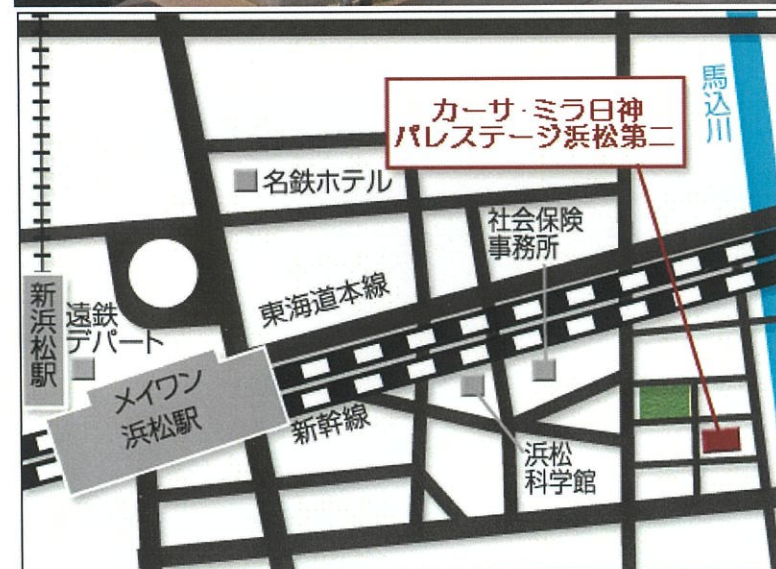 カーサ・ミラ日神
パレステージ浜松第二
馬込川
名鉄ホテル
社会保険
事務所
東海道本線
新浜松駅
遠鉄
デパート
メイワン
浜松駅
新幹線
浜松
科学館